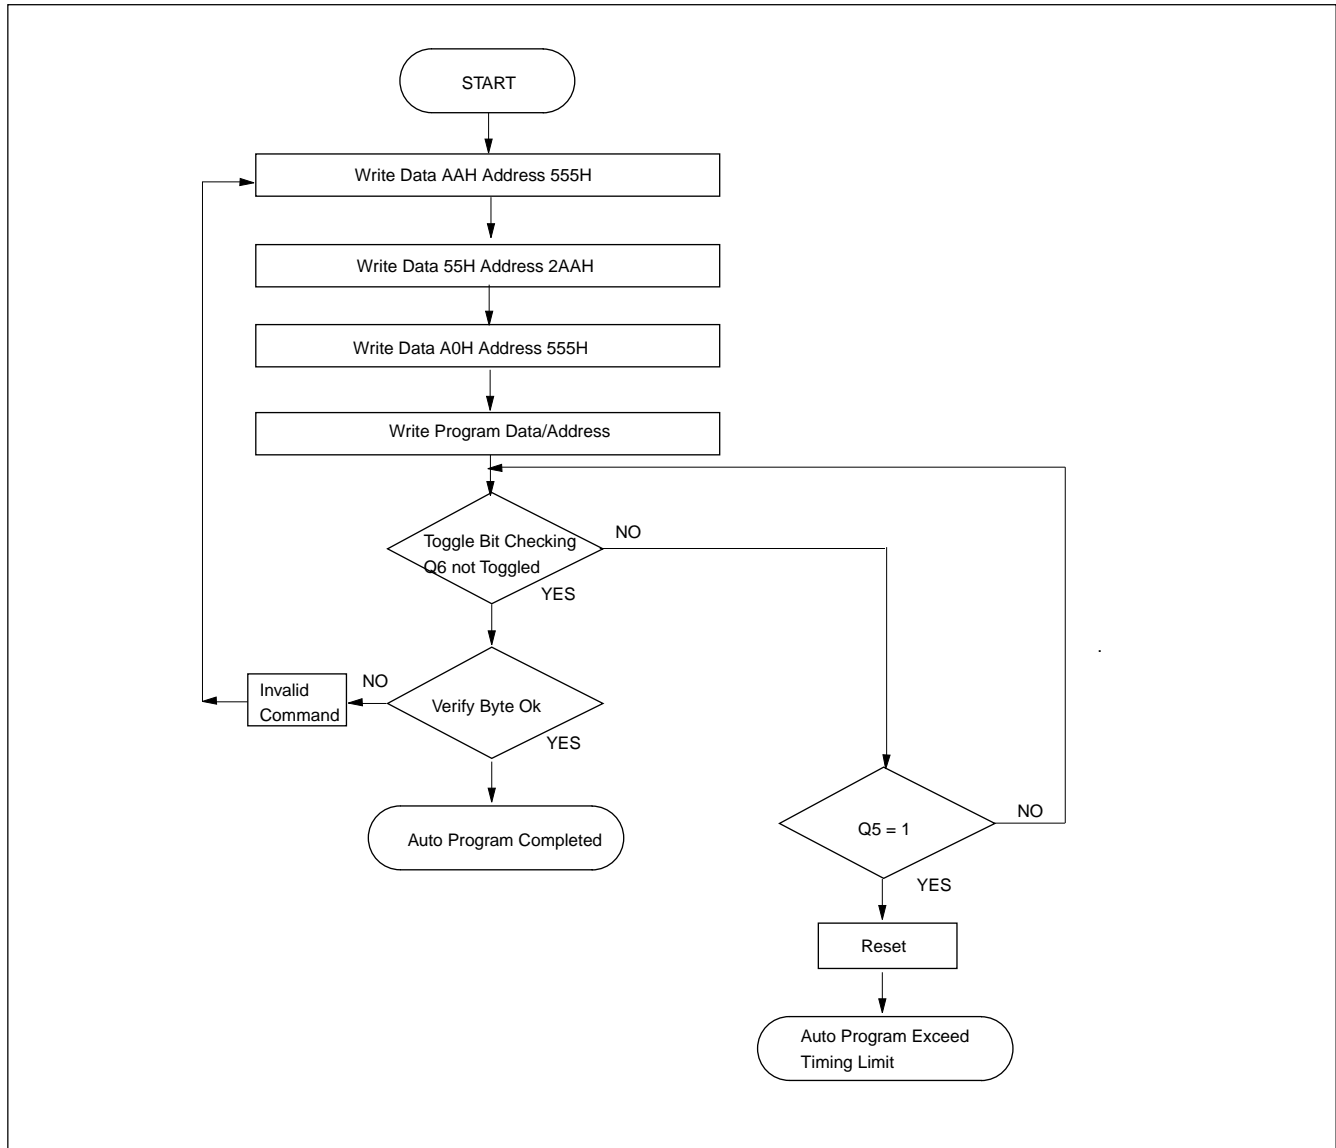 START
Write Data AAH Address 555H
Write Data 55H Address 2AAH
Write Data A0H Address 555H
Write Program Data/Address
Toggle Bit Checking
Q6 not Toggled
NO
YES
Invalid
Command
NO
Verify Byte Ok
YES
Auto Program Completed
Q5 = 1
NO
YES
Reset
Auto Program Exceed
Timing Limit
.